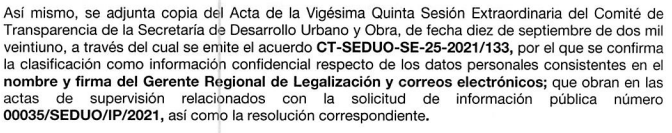 Así mismo, se adjunta copia del Acta de la Vigésima Quinta Sesión Extraordinaria del Comité de
Transparencia de la Secretaría de Desarrollo Urbano y Obra, de fecha diez de septiembre de dos mil
veintiuno, a través del cual se emite el acuerdo CT-SEDUO-SE-25-2021/133, por el que se confirma
la clasificación como información confidencial respecto de los datos personales consistentes en el
nombre y firma del Gerente Regional de Legalización y correos electrónicos; que obran en las
actas de supervisión relacionados con la solicitud de información pública número
00035/SEDUO/IP/2021, así como la resolución correspondiente.